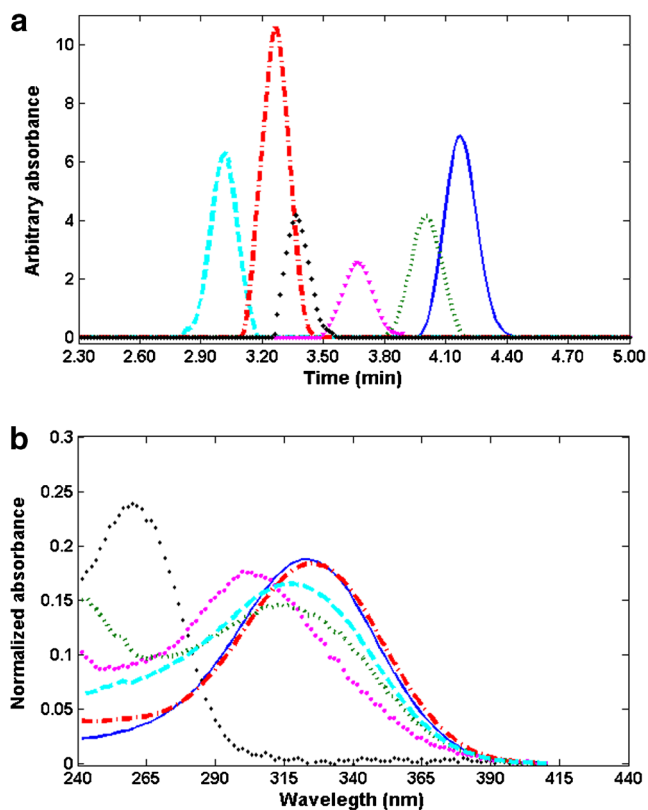 a
10
8
6
4
2
0
2.30 2.60 2.90 3.20 3.50 3.80 4.10 4.40 4.70 5.00
Arbitrary absorbance
Time (min)
b
0.3
0.25
0.2
0.15
0.1
0.05
0
240 265 290 315 340 365 390 415 440
Normalized absorbance
Wavelegth (nm)